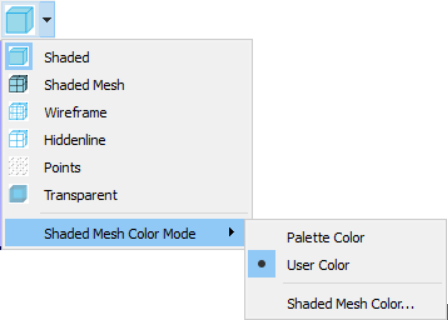 Shaded
Shaded Mesh
Wireframe
Hiddenline
Points
Transparent
Shaded Mesh Color Mode
Palette Color
User Color
Shaded Mesh Color...